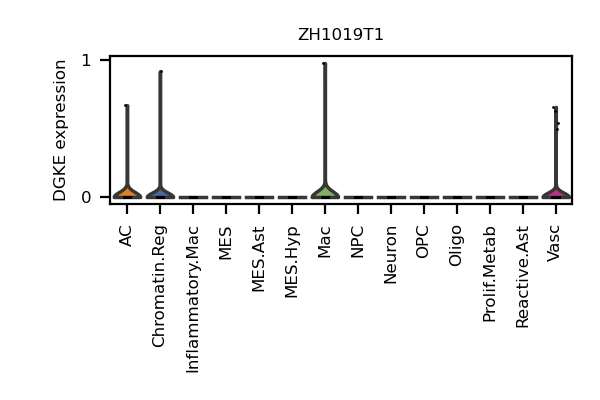 ZH1019T1
DGKE expression
1
0
AC
Chromatin.Reg
Inflammatory.Mac
MES
MES.Ast
MES.Hyp
Mac
NPC
Neuron
OPC
Oligo
Prolif.Metab
Reactive.Ast
Vasc